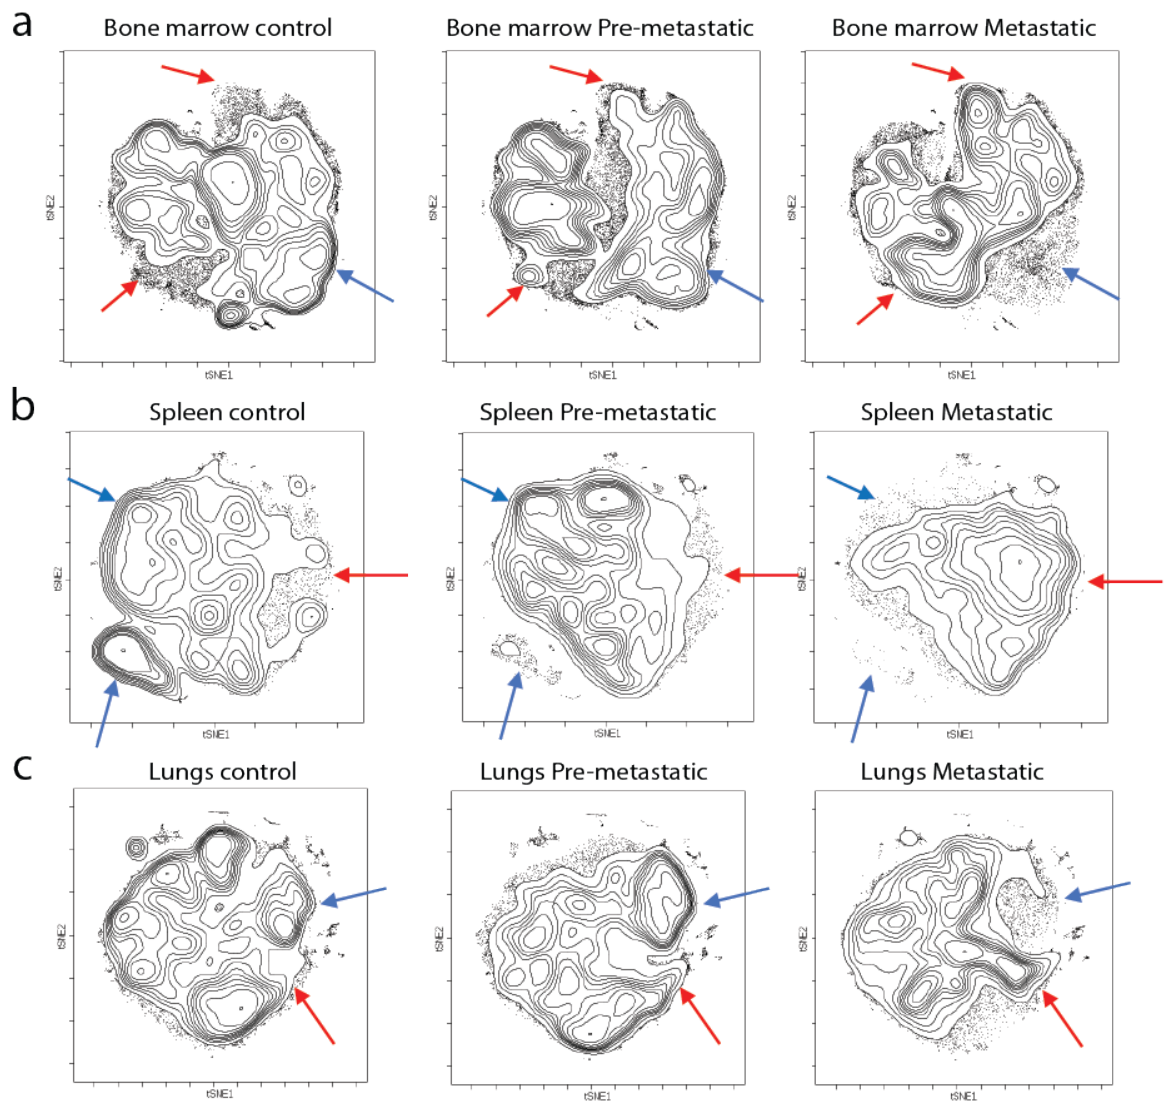 a
Bone marrow control
Bone marrow Pre-metastatic
Bone marrow Metastatic
tSNE2
tSNE2
tSNE2
tSNE1
tSNE1
tSNE1
b
Spleen control
Spleen Pre-metastatic
Spleen Metastatic
tSNE2
tSNE2
tSNE2
tSNE1
tSNE1
tSNE1
c
Lungs control
Lungs Pre-metastatic
Lungs Metastatic
tSNE2
tSNE2
tSNE2
tSNE1
tSNE1
tSNE1